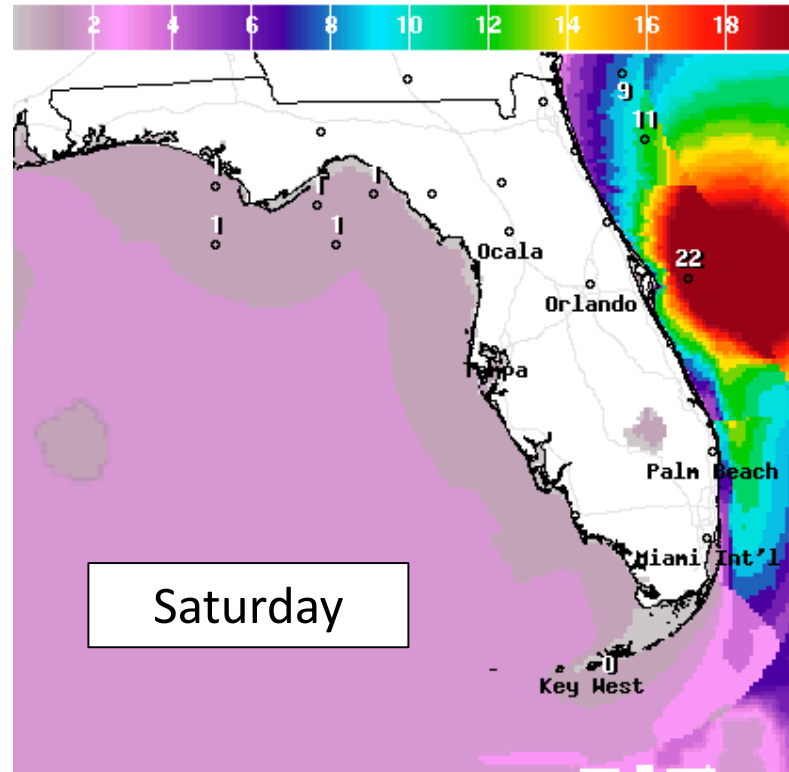 2 4 6 8 10 12 14 16 18
9
11
1
1
1
1
1
22
Ocala
Orlando
Tampa
Palm Beach
Miami Int'l
Saturday
0
Key West